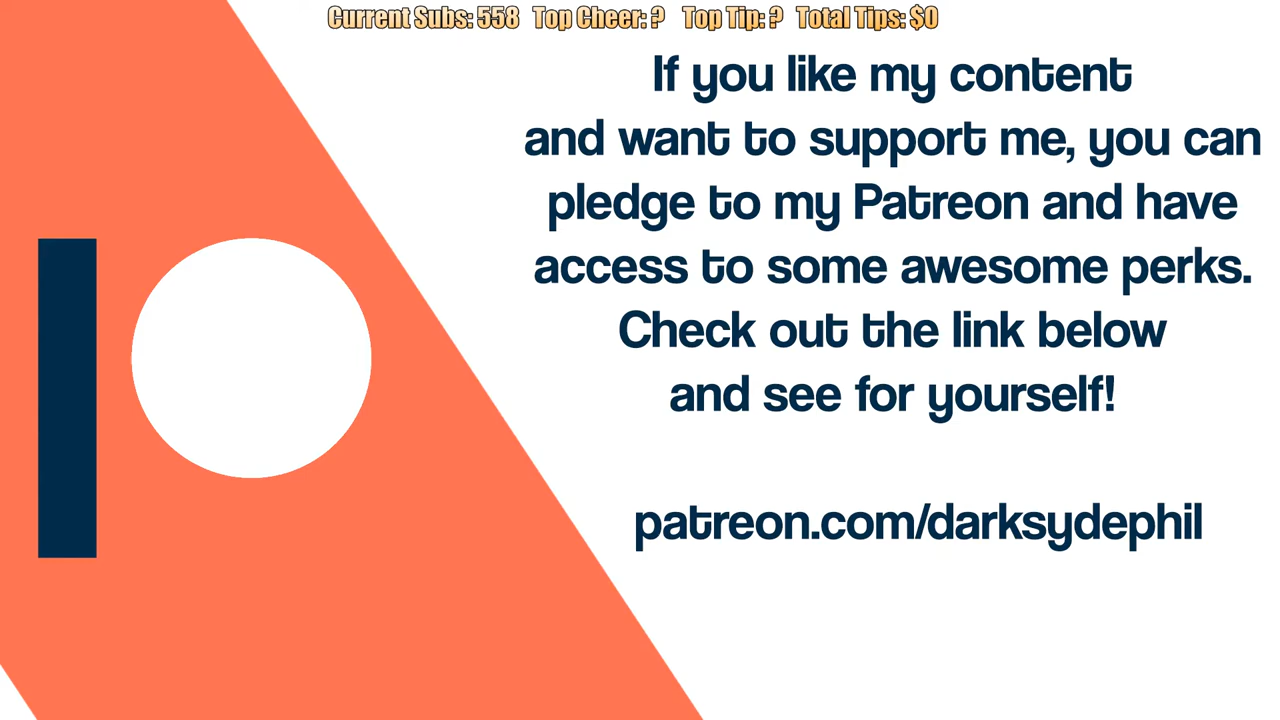 Current Subs: 558 Top Cheer: ? Top Tip: ? Total Tips: $0
If you like my content
and want to support me, you can
pledge to my Patreon and have
access to some awesome perks.
Check out the link below
and see for yourself!
patreon.com/darksydephil